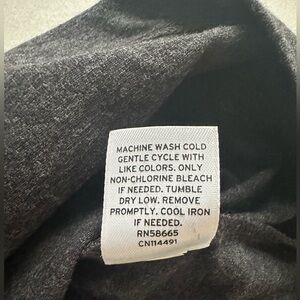 MACHINE WASH COLD
GENTLE CYCLE WITH
LIKE COLORS. ONLY
NON-CHLORINE BLEACH
IF NEEDED. TUMBLE
DRY LOW. REMOVE
PROMPTLY. COOL IRON
IF NEEDED.
RN58665
CN114491